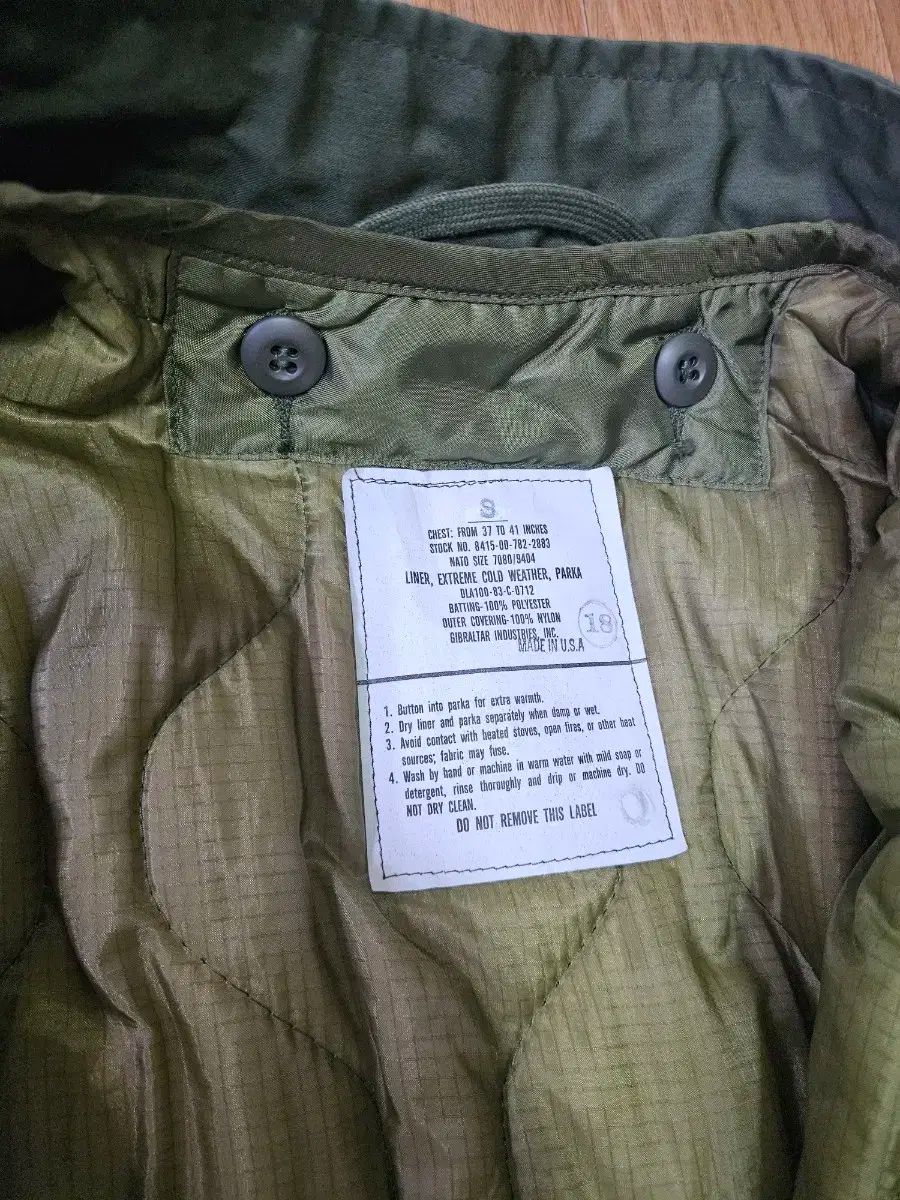 S
CHEST: FROM 37 TO 41 INCHES
STOCK NO. 8415-00-782-2883
NATO SIZE 7080/9404
LINER, EXTREME COLD WEATHER, PARKA
DLA100-83-C-0712
BATTING-100% POLYESTER
OUTER COVERING-100% NYLON
GIBRALTAR INDUSTRIES, INC.
MADE IN U.S.A
18
1. Button into parka for extra warmth.
2. Dry liner and parka separately when damp or wet.
3. Avoid contact with heated stoves, open fires, or other heat
sources; fabric may fuse.
4. Wash by hand or machine in warm water with mild soap or
detergent, rinse thoroughly and drip or machine dry. DO
NOT DRY CLEAN.
DO NOT REMOVE THIS LABEL